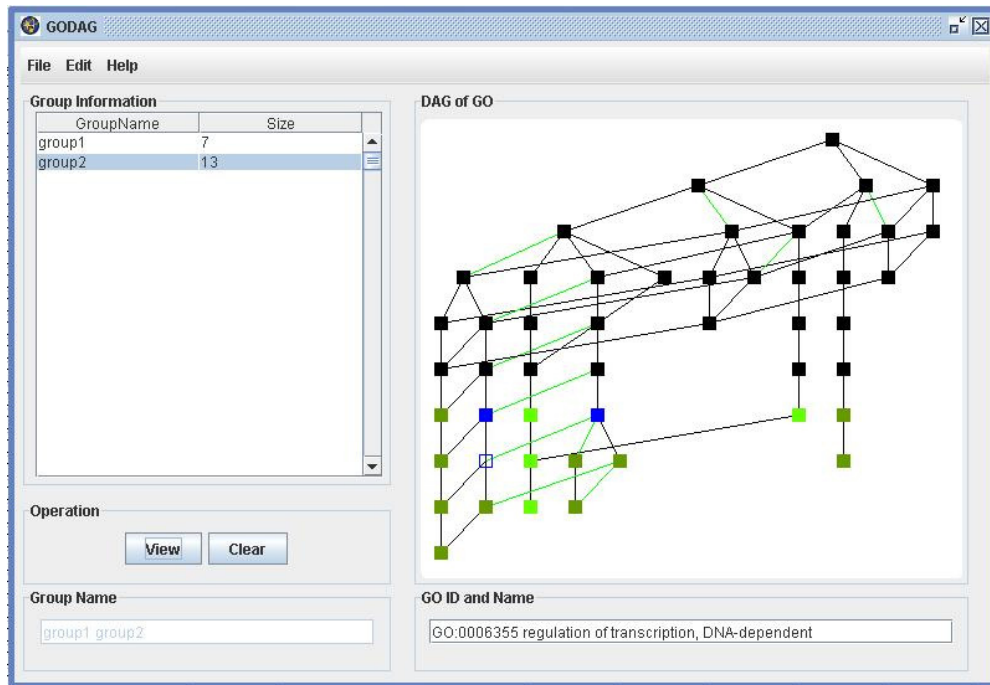 GODAG
File Edit Help
Group Information
GroupName Size
group1 7
group2 13
Operation
View Clear
Group Name
group1 group2
DAG of GO
GO ID and Name
GO:0006355 regulation of transcription, DNA-dependent